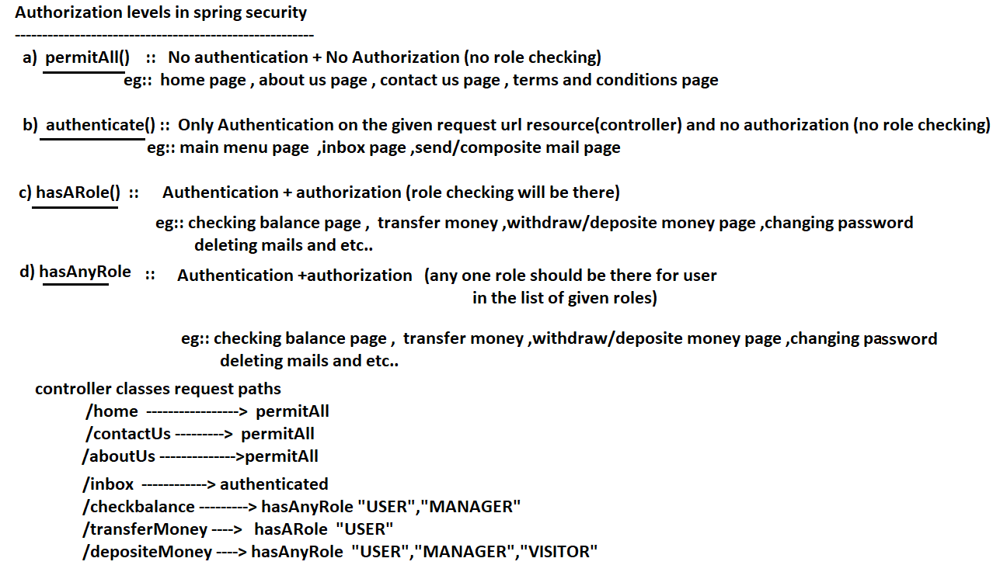 Authorization levels in spring security
-------------------------------------------------------
a) permitAll() :: No authentication + No Authorization (no role checking)
eg:: home page , about us page , contact us page , terms and conditions page
b) authenticate() :: Only Authentication on the given request url resource(controller) and no authorization (no role checking)
eg:: main menu page ,inbox page ,send/composite mail page
c) hasARole() :: Authentication + authorization (role checking will be there)
eg:: checking balance page , transfer money ,withdraw/deposite money page ,changing password
deleting mails and etc..
d) hasAnyRole :: Authentication +authorization (any one role should be there for user
in the list of given roles)
eg:: checking balance page , transfer money ,withdraw/deposite money page ,changing password
deleting mails and etc..
controller classes request paths
/home -----------------> permitAll
/contactUs ---------> permitAll
/aboutUs -------------->permitAll
/inbox ------------> authenticated
/checkbalance ---------> hasAnyRole "USER","MANAGER"
/transferMoney ----> hasARole "USER"
/depositeMoney ----> hasAnyRole "USER","MANAGER","VISITOR"